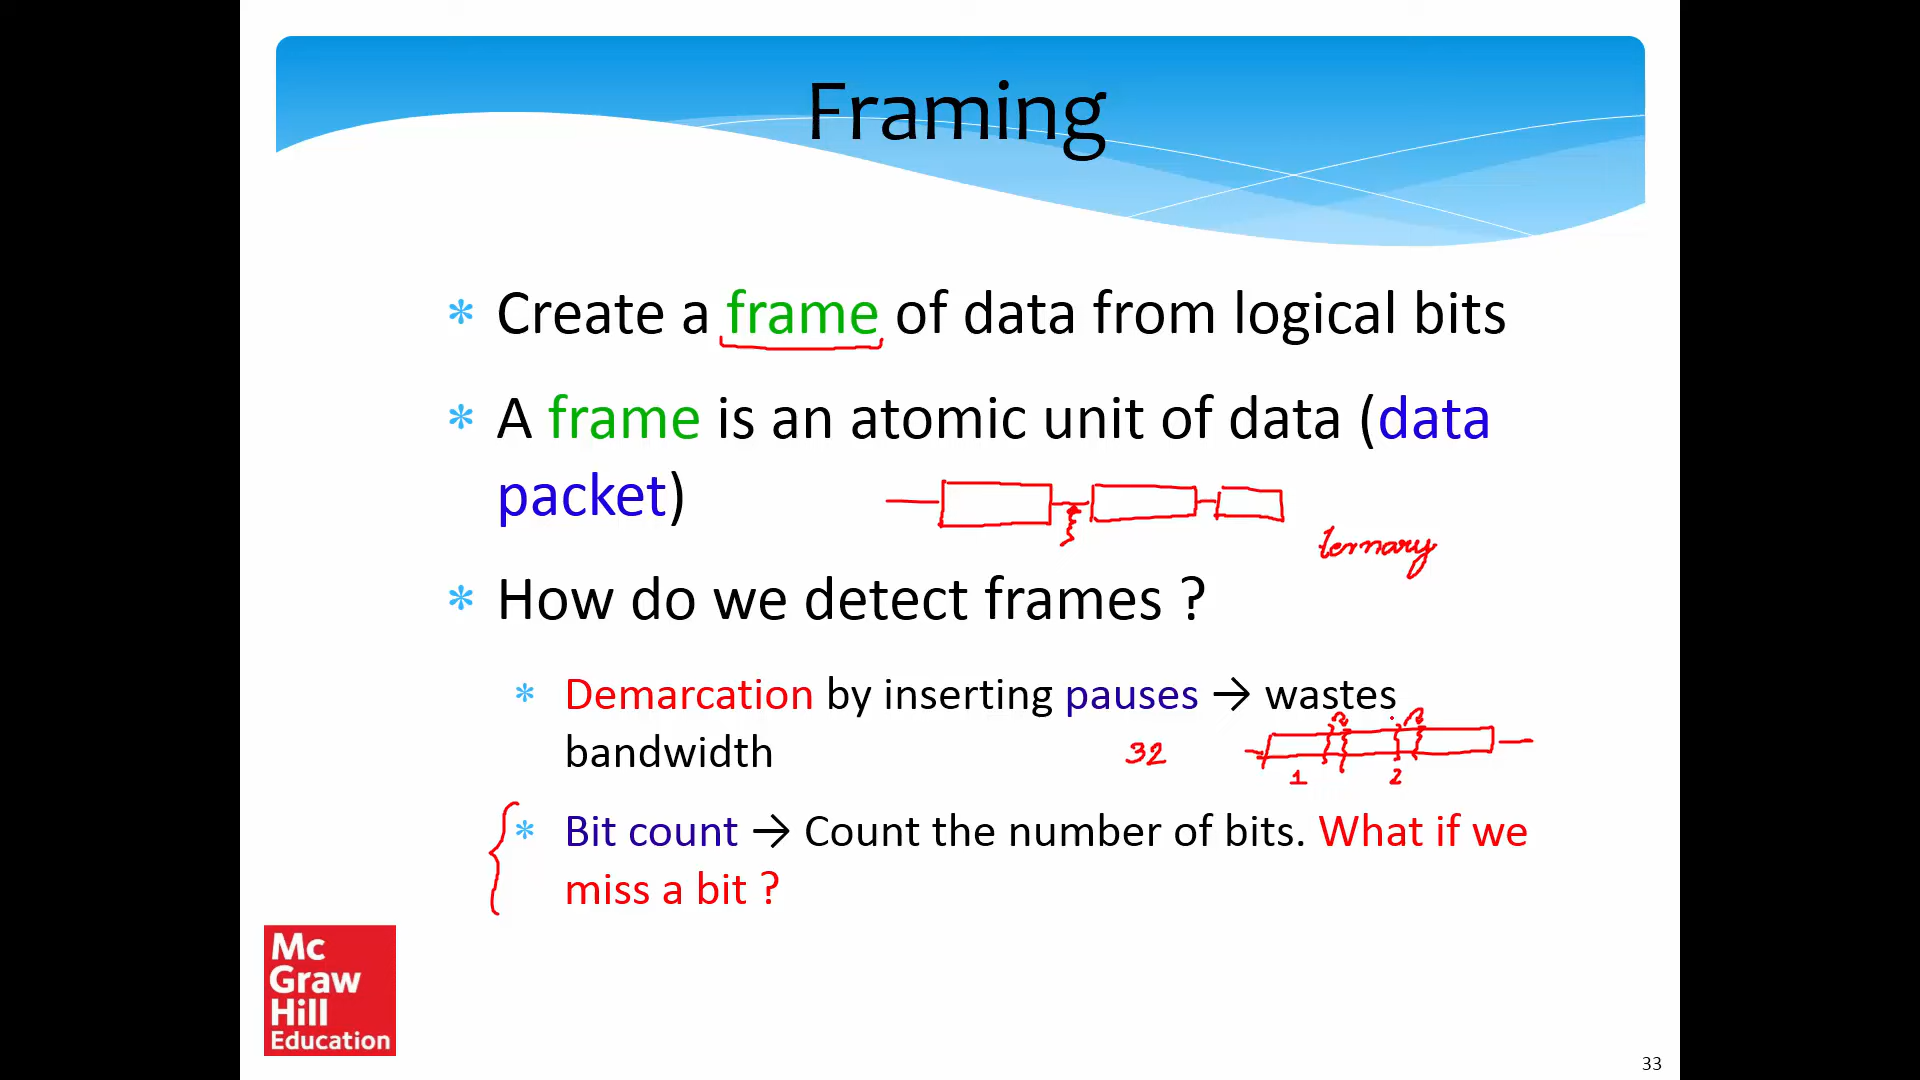 Framing
* Create a frame of data from logical bits
* A frame is an atomic unit of data (data
packet)
ternary
* How do we detect frames ?
* Demarcation by inserting pauses → wastes
bandwidth
32
1 2
* Bit count → Count the number of bits. What if we
miss a bit ?
Mc
Graw
Hill
Education
33